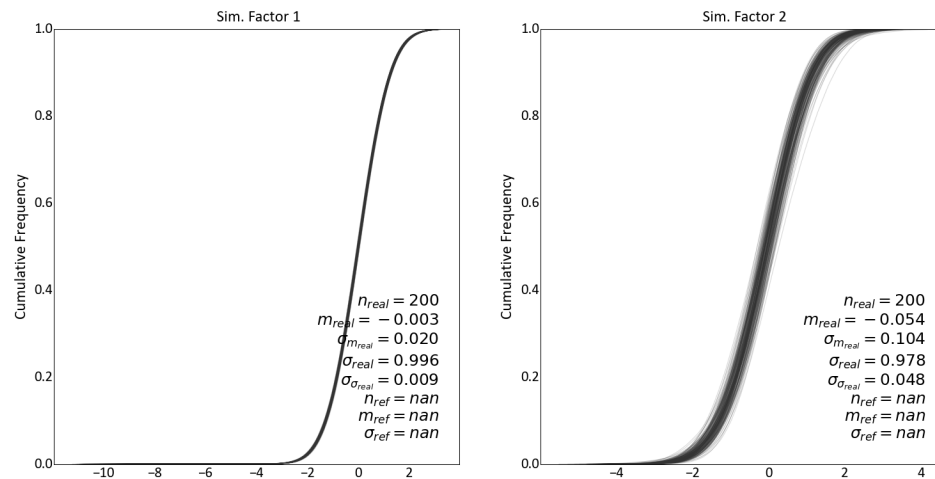 Sim. Factor 1
1.0
0.8
0.6
0.4
0.2
0.0
Cumulative Frequency
−10 −8 −6 −4 −2 0 2
n_real = 200
m_real = −0.003
σ_m_real = 0.020
σ_real = 0.996
σ_σ_real = 0.009
n_ref = nan
m_ref = nan
σ_ref = nan
Sim. Factor 2
1.0
0.8
0.6
0.4
0.2
0.0
Cumulative Frequency
−4 −2 0 2 4
n_real = 200
m_real = −0.054
σ_m_real = 0.104
σ_real = 0.978
σ_σ_real = 0.048
n_ref = nan
m_ref = nan
σ_ref = nan